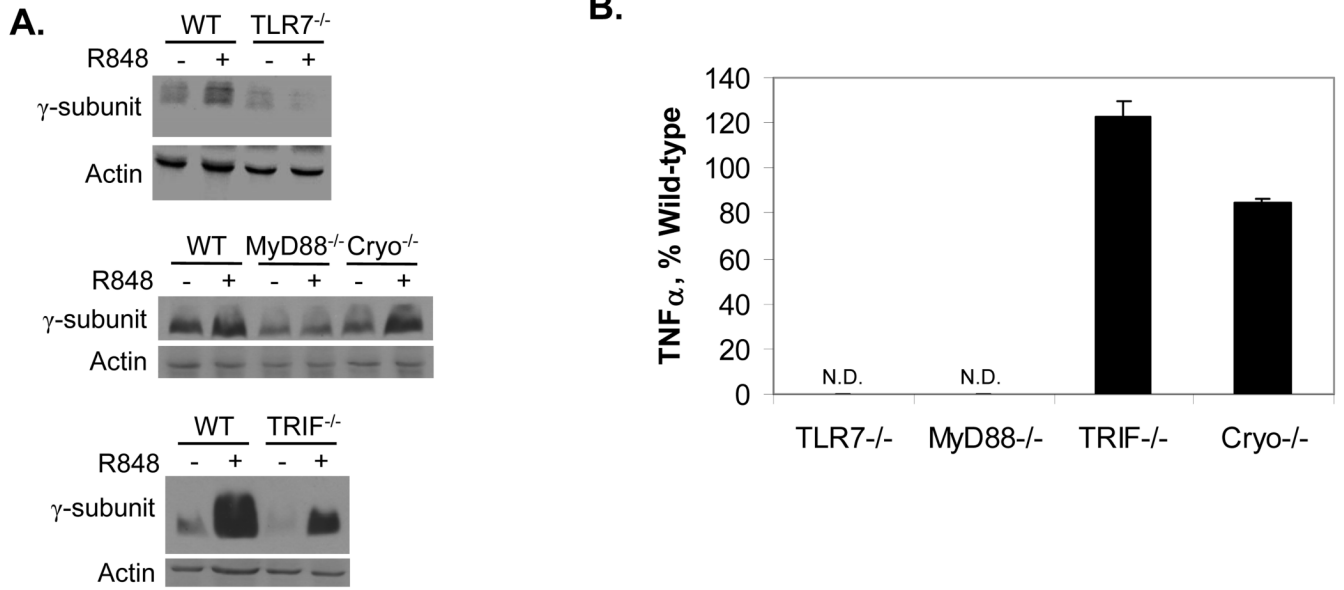 A.
WT TLR7-/-
R848 - + - +
γ-subunit
Actin
WT MyD88-/- Cryo-/-
R848 - + - + - +
γ-subunit
Actin
WT TRIF-/-
R848 - + - +
γ-subunit
Actin
B.
TNFα, % Wild-type
140
120
100
80
60
40
20
0
N.D. N.D.
TLR7-/- MyD88-/- TRIF-/- Cryo-/-